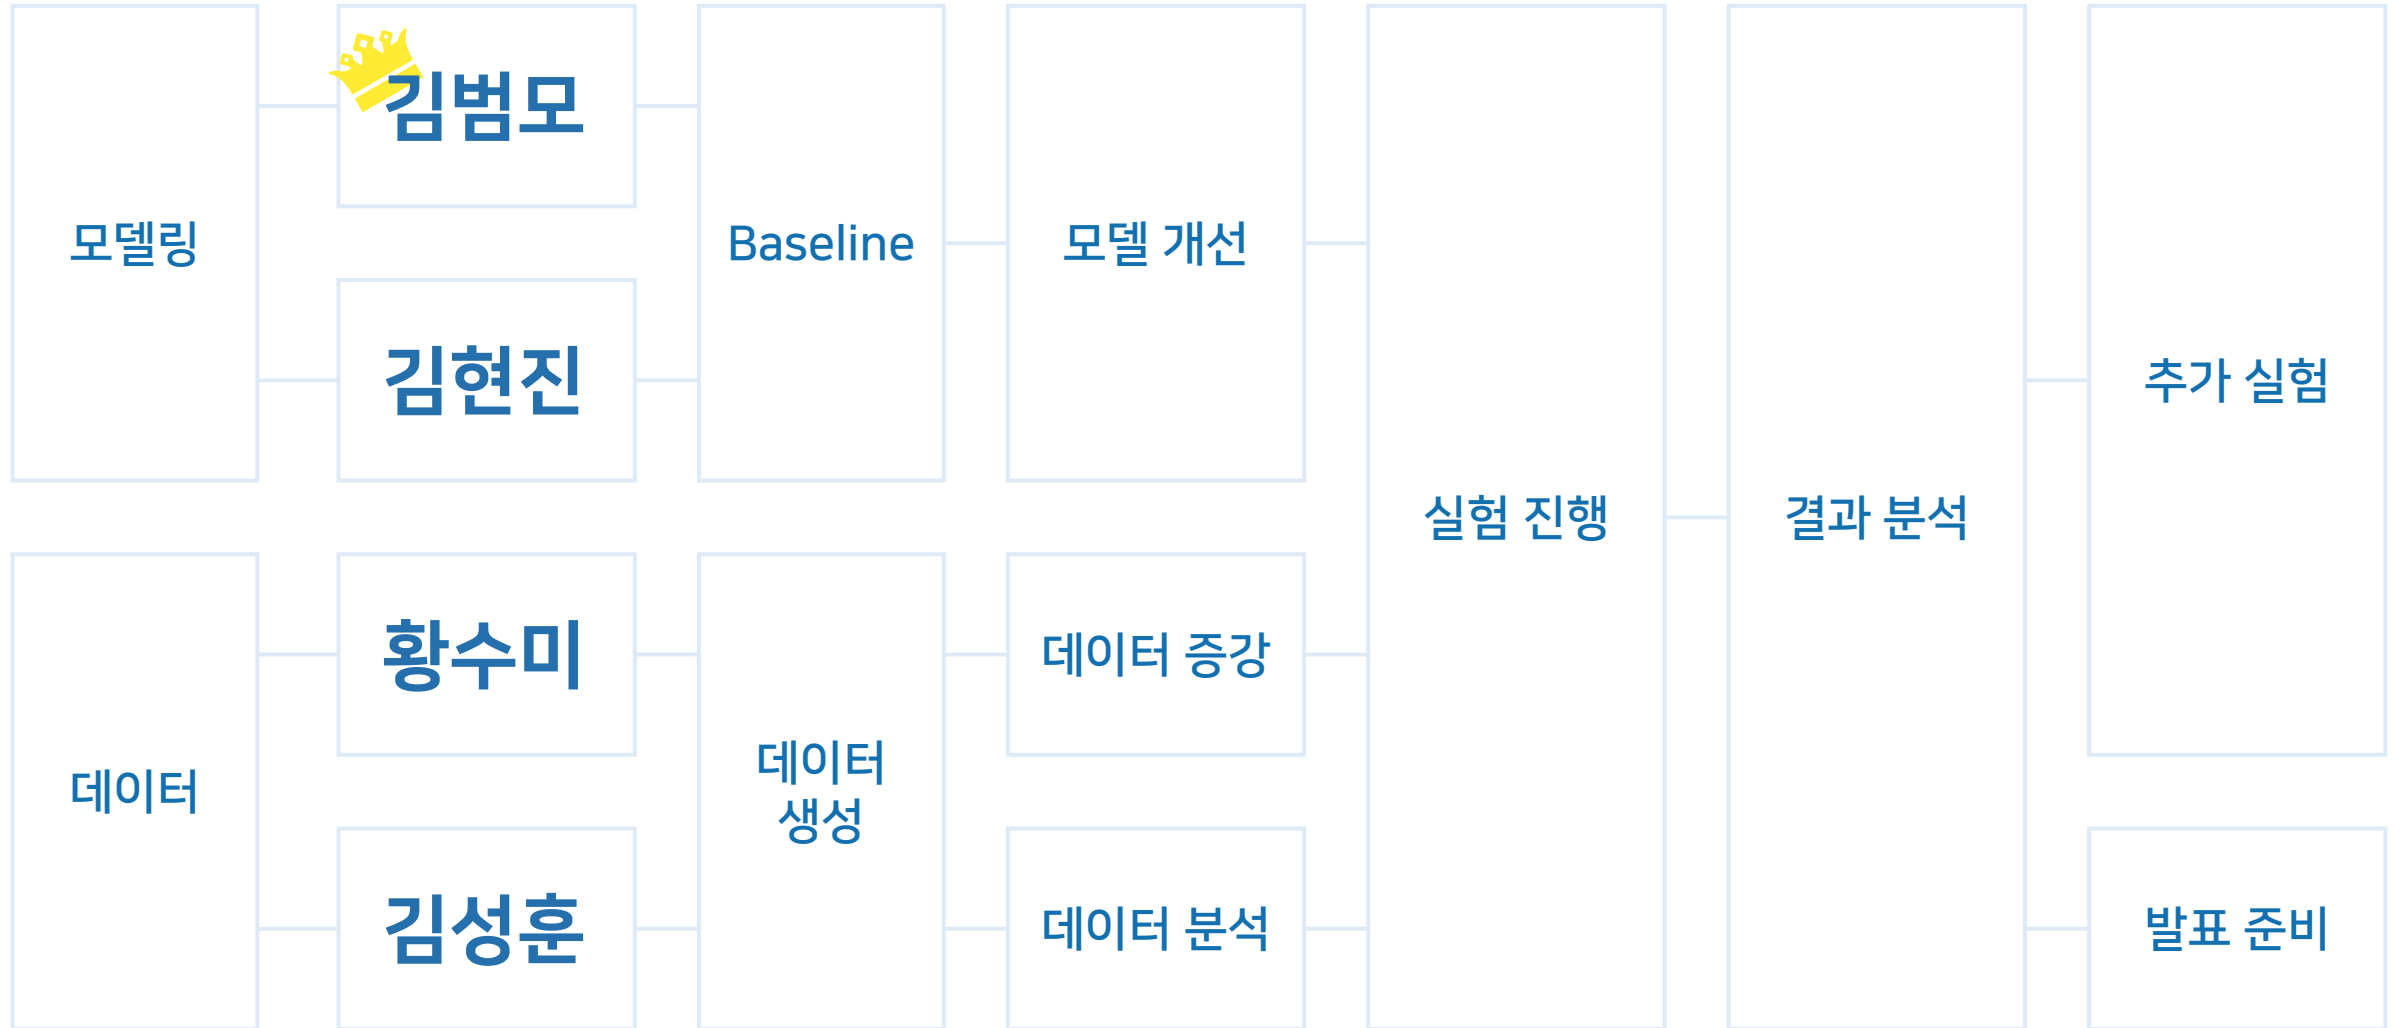 모델링
김범모
김현진
Baseline
모델 개선
데이터
황수미
김성훈
데이터
생성
데이터 증강
데이터 분석
실험 진행
결과 분석
추가 실험
발표 준비